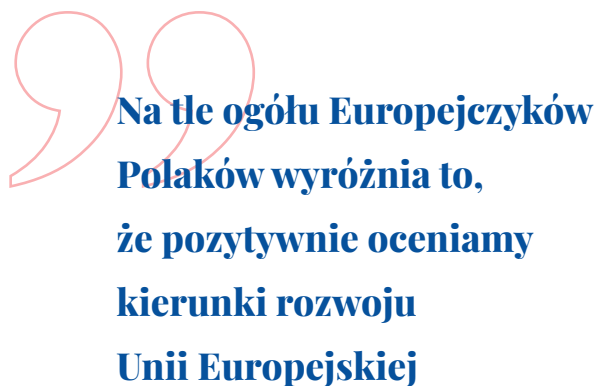 Na tle ogółu Europejczyków
Polaków wyróżnia to,
że pozytywnie oceniamy
kierunki rozwoju
Unii Europejskiej